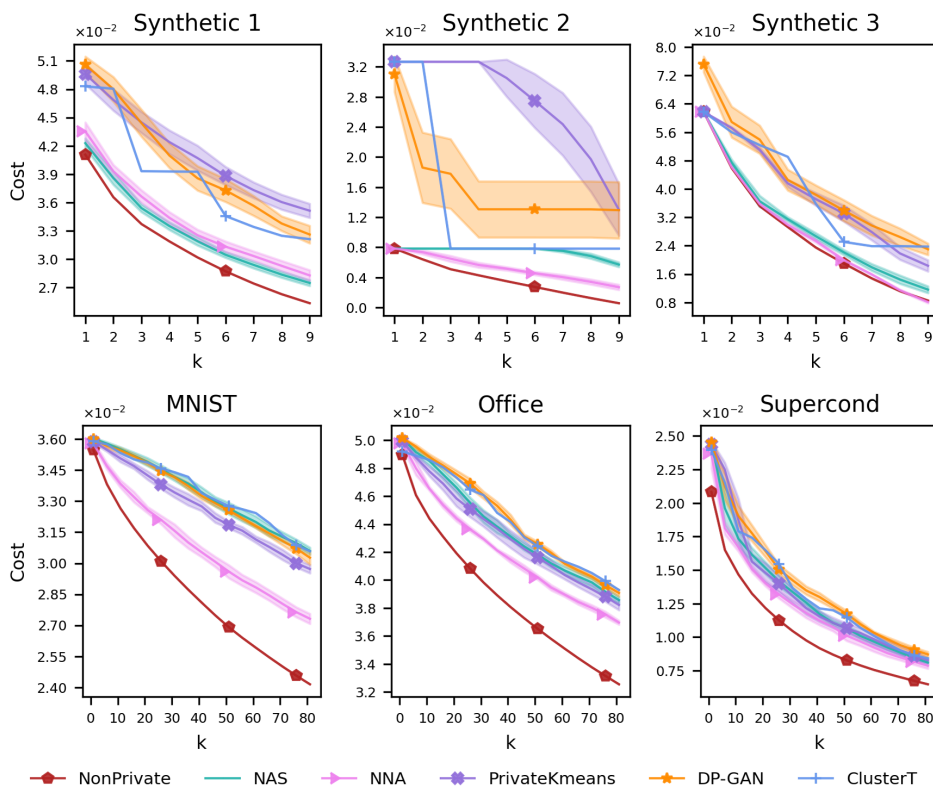 Synthetic 1 Synthetic 2 Synthetic 3
×10⁻² ×10⁻² ×10⁻²
Cost
5.1
4.8
4.5
4.2
3.9
3.6
3.3
3.0
2.7
1 2 3 4 5 6 7 8 9
k
3.2
2.8
2.4
2.0
1.6
1.2
0.8
0.4
0.0
1 2 3 4 5 6 7 8 9
k
8.0
7.2
6.4
5.6
4.8
4.0
3.2
2.4
1.6
0.8
1 2 3 4 5 6 7 8 9
k
MNIST Office Supercond
×10⁻² ×10⁻² ×10⁻²
Cost
3.60
3.45
3.30
3.15
3.00
2.85
2.70
2.55
2.40
0 10 20 30 40 50 60 70 80
k
5.0
4.8
4.6
4.4
4.2
4.0
3.8
3.6
3.4
3.2
0 10 20 30 40 50 60 70 80
k
2.50
2.25
2.00
1.75
1.50
1.25
1.00
0.75
0 10 20 30 40 50 60 70 80
k
NonPrivate NAS NNA PrivateKmeans DP-GAN ClusterT